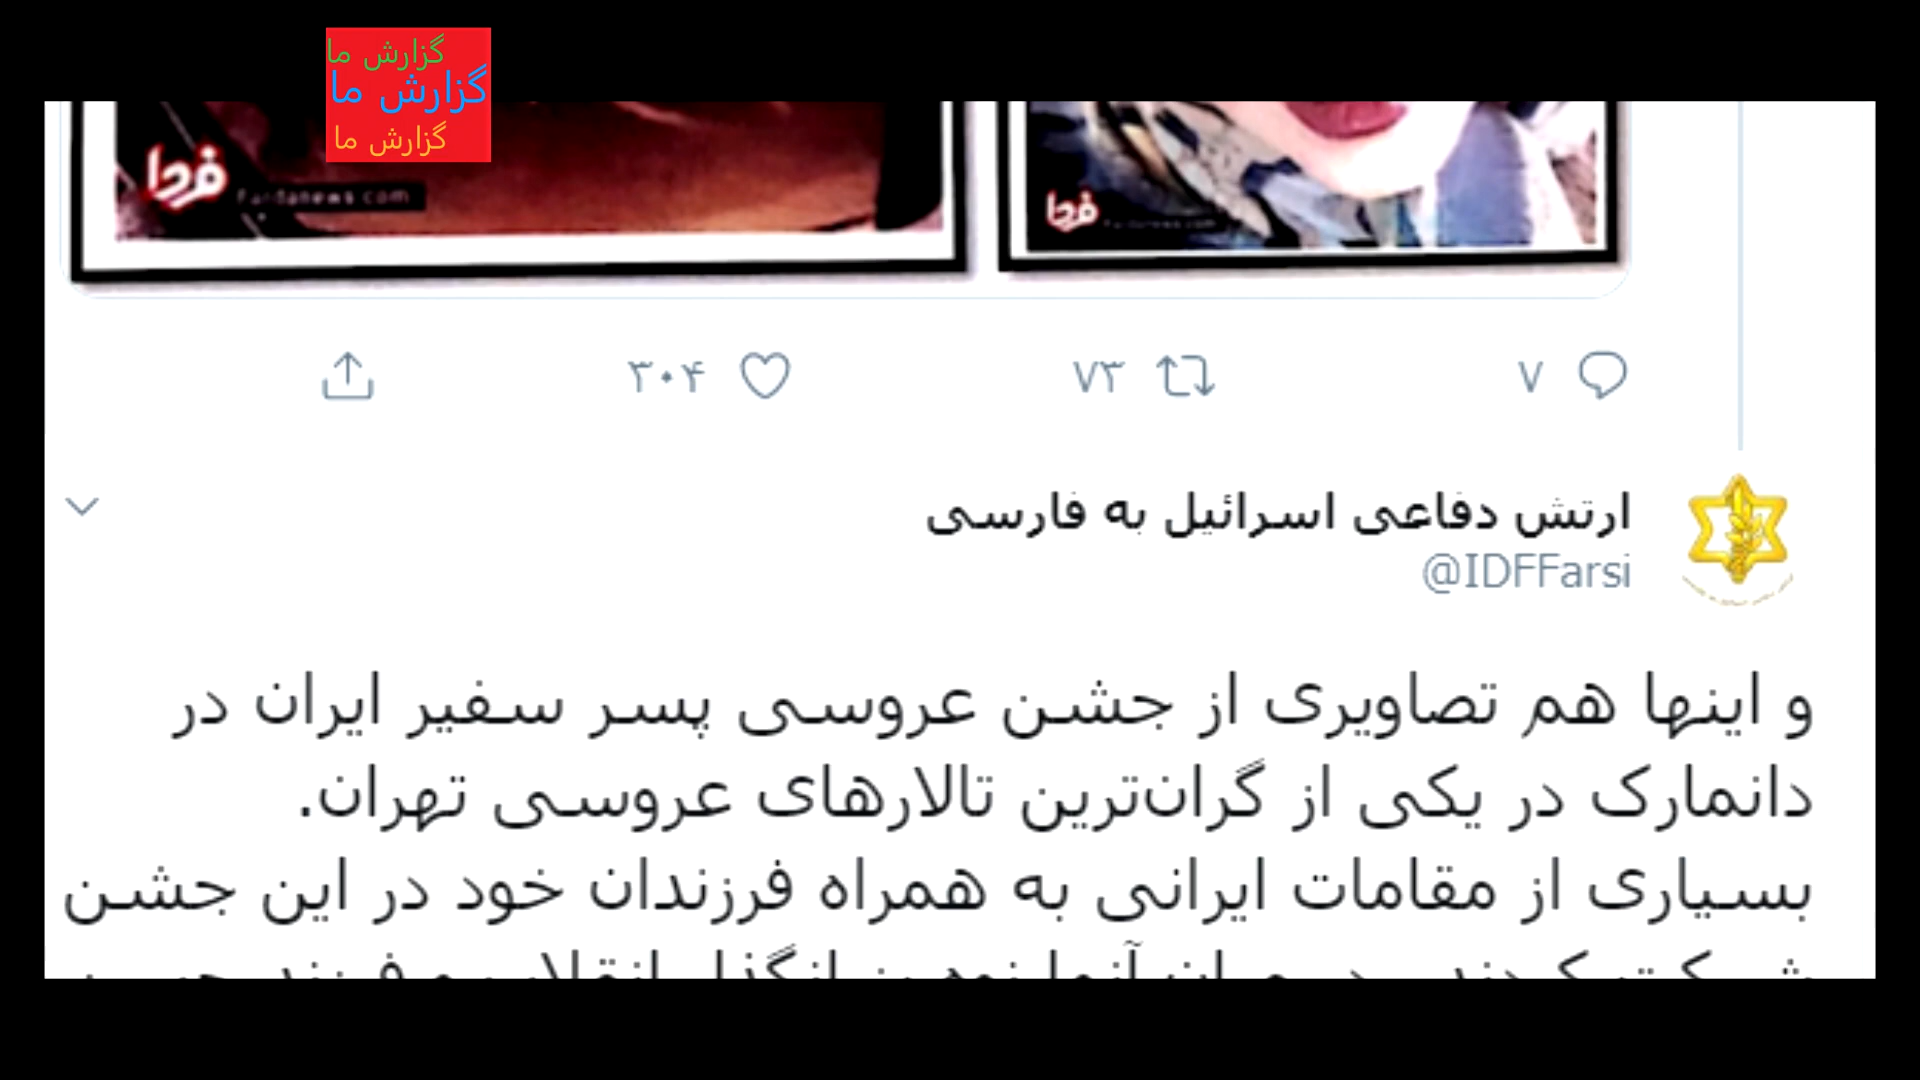 گزارش ما
گزارش ما
گزارش ما
فردا
Fardanews.com
فردا
۷
۷۳
۳۰۴
ارتش دفاعی اسرائیل به فارسی
@IDFFarsi
و اینها هم تصاویری از جشن عروسی پسر سفیر ایران در
دانمارک در یکی از گران‌ترین تالارهای عروسی تهران.
بسیاری از مقامات ایرانی به همراه فرزندان خود در این جشن